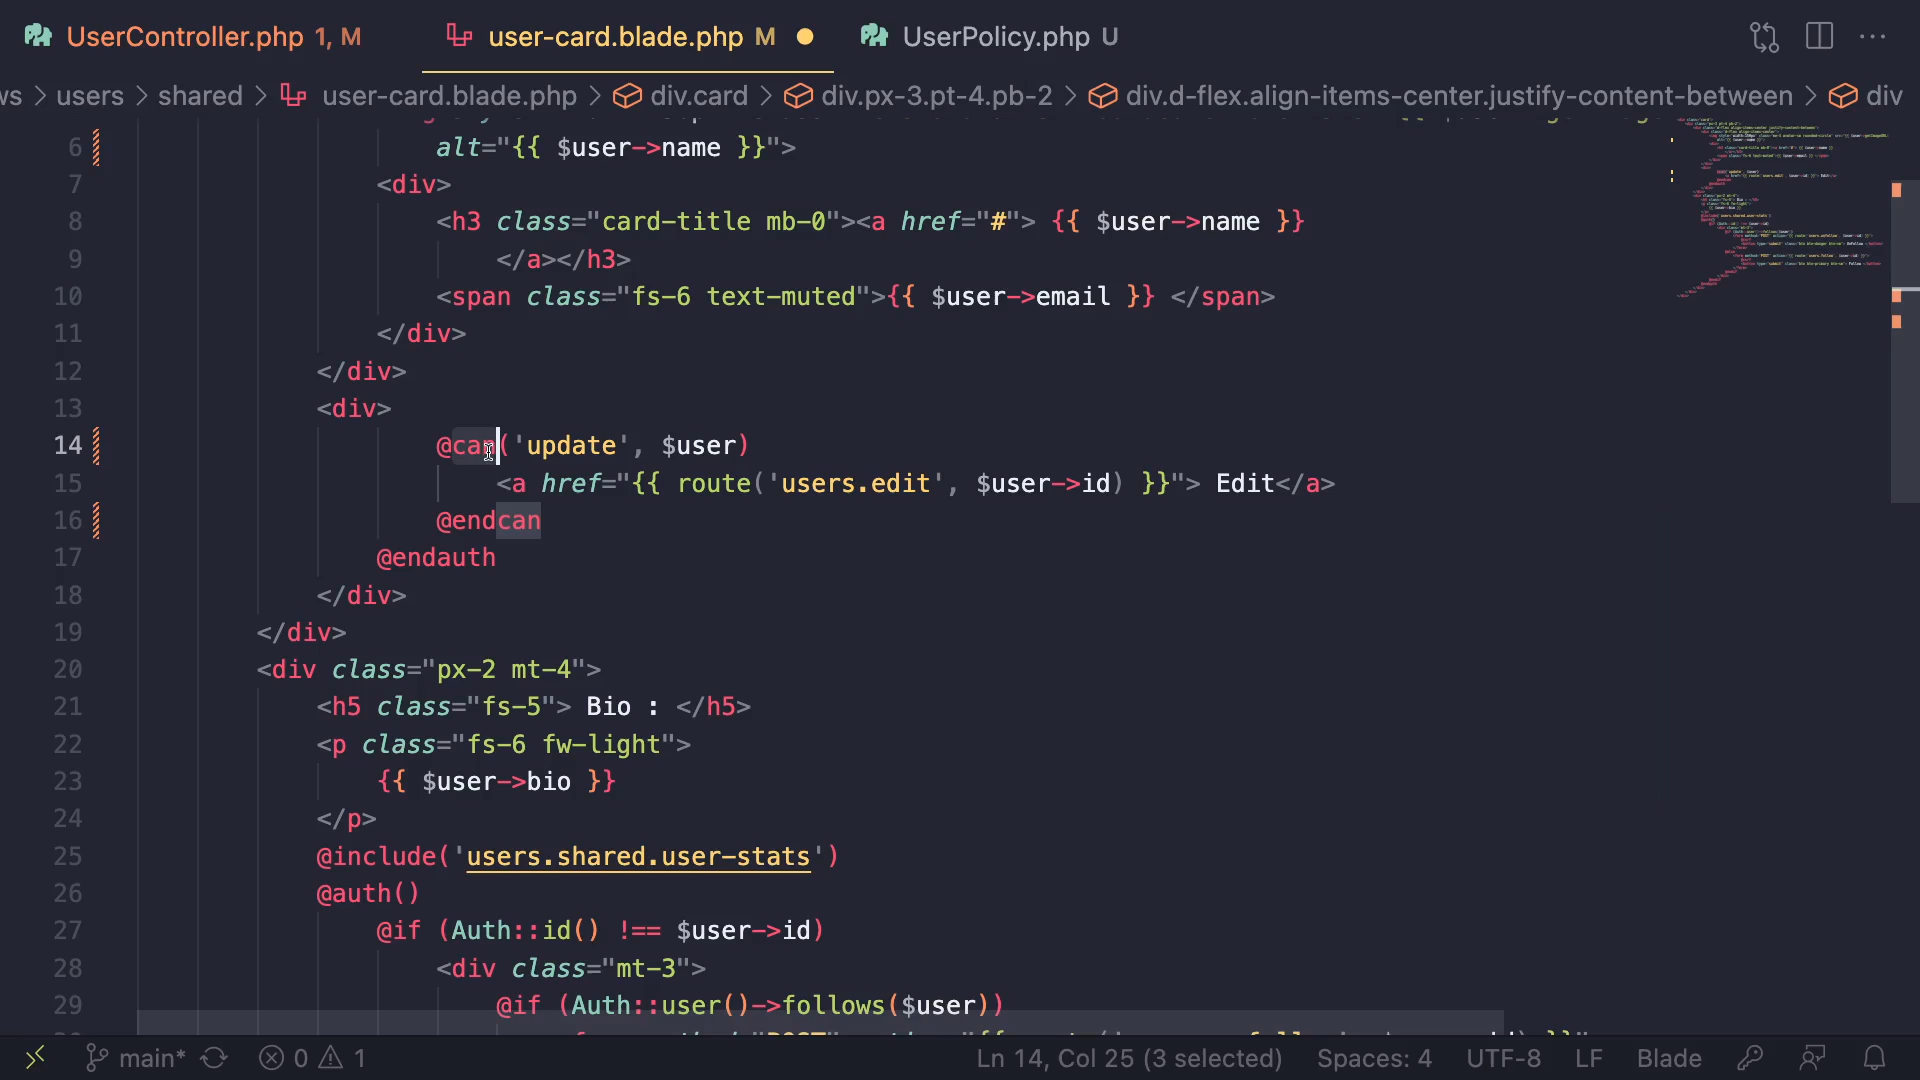 UserController.php 1, M
user-card.blade.php M
UserPolicy.php U
ws > users > shared > user-card.blade.php > div.card > div.px-3.pt-4.pb-2 > div.d-flex.align-items-center.justify-content-between > div
6 alt="{{ $user->name }}">
7 <div>
8 <h3 class="card-title mb-0"><a href="#"> {{ $user->name }}
9 </a></h3>
10 <span class="fs-6 text-muted">{{ $user->email }} </span>
11 </div>
12 </div>
13 <div>
14 @can('update', $user)
15 <a href="{{ route('users.edit', $user->id) }}"> Edit</a>
16 @endcan
17 @endauth
18 </div>
19 </div>
20 <div class="px-2 mt-4">
21 <h5 class="fs-5"> Bio : </h5>
22 <p class="fs-6 fw-light">
23 {{ $user->bio }}
24 </p>
25 @include('users.shared.user-stats')
26 @auth()
27 @if (Auth::id() !== $user->id)
28 <div class="mt-3">
29 @if (Auth::user()->follows($user))
main* 0 1 Ln 14, Col 25 (3 selected) Spaces: 4 UTF-8 LF Blade